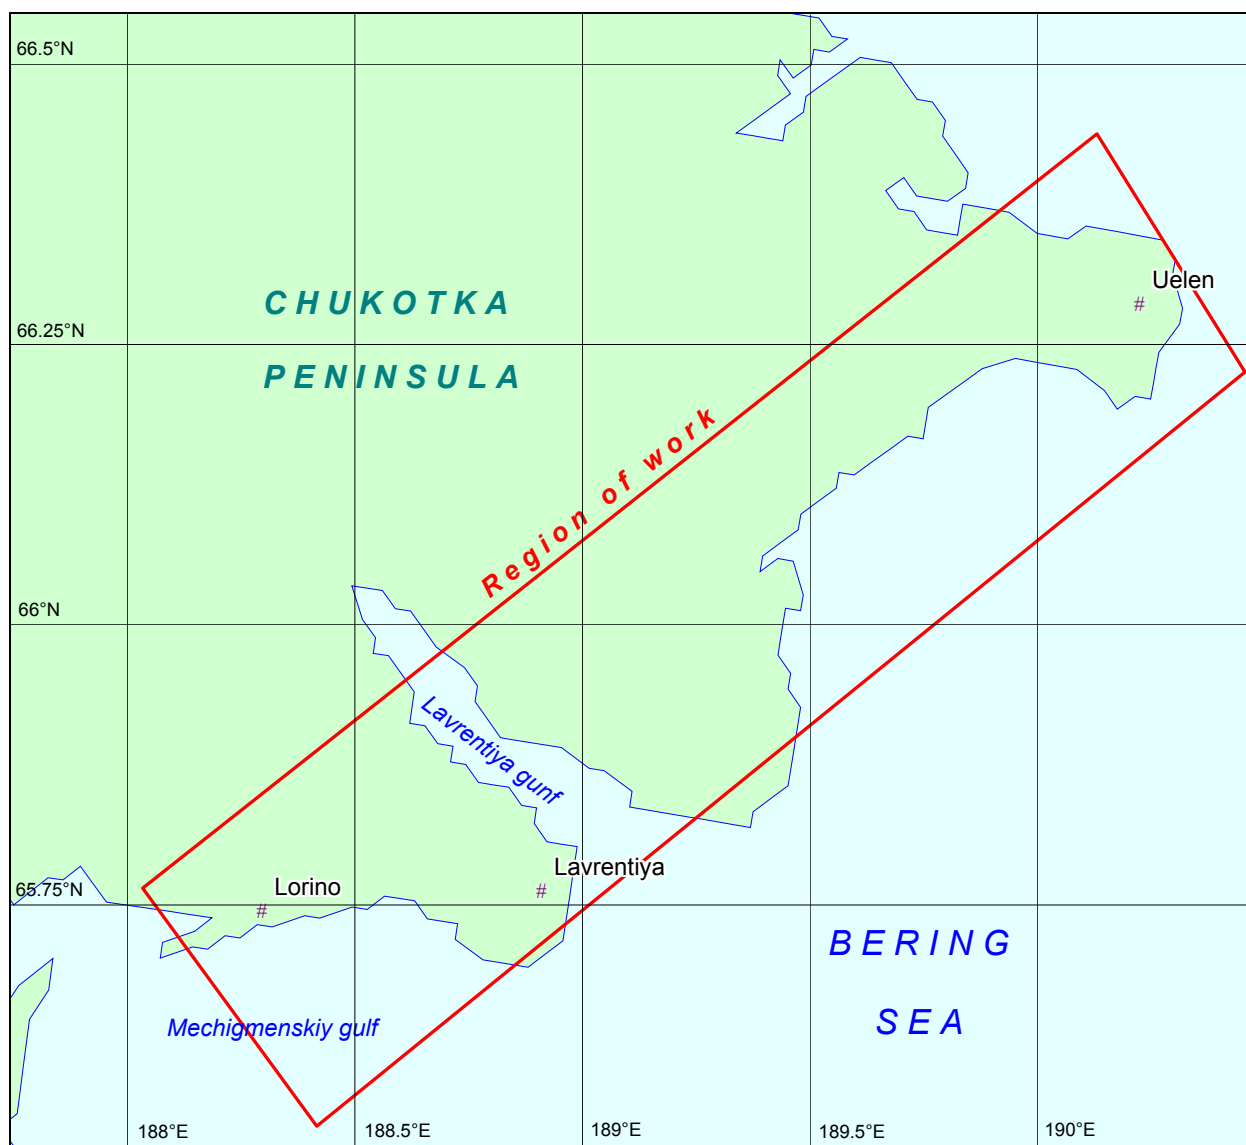 66.5°N
Uelen
CHUKOTKA
66.25°N
PENINSULA
Region of work
66°N
Lavrentiya gunf
Lavrentiya
Lorino
65.75°N
BERING
SEA
Mechigmenskiy gulf
188°E
188.5°E
189°E
189.5°E
190°E